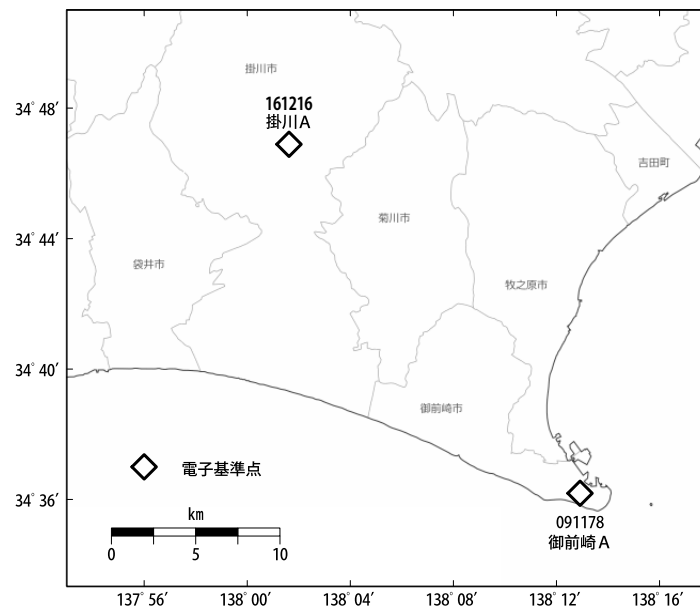 掛川市
34°48′
161216
掛川A
吉田町
菊川市
34°44′
袋井市
牧之原市
34°40′
御前崎市
電子基準点
34°36′
km
0 5 10
091178
御前崎A
137°56′ 138°00′ 138°04′ 138°08′ 138°12′ 138°16′